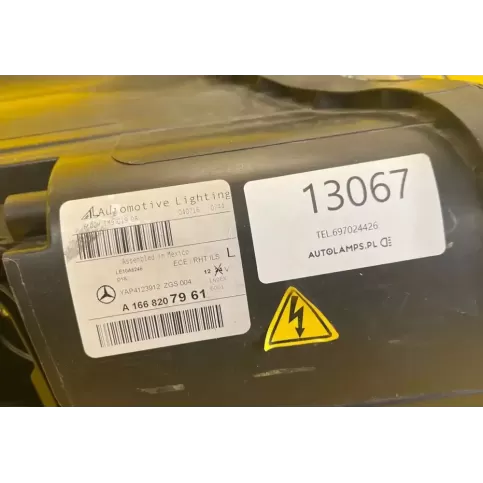 Automotive Lighting
Assembled in Mexico
ECE / RHT ILS L
12 V
YAP4123912 ZGS 004
A 166 820 79 61
13067
TEL.697024426
AUTOLAMPS.PL